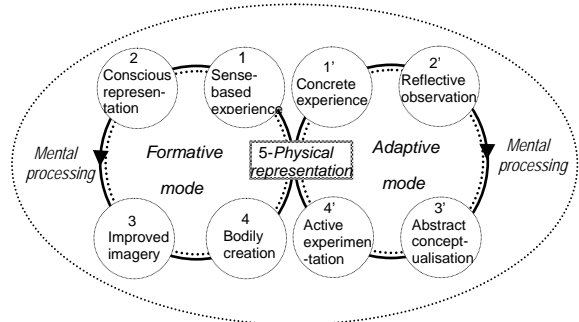 2
Conscious
represen-
tation
1
Sense-
based
experience
1’
Concrete
experience
2’
Reflective
observation
Mental
processing
Formative
mode
5-Physical
representation
Adaptive
mode
Mental
processing
3
Improved
imagery
4
Bodily
creation
4’
Active
experimen
-tation
3’
Abstract
concept-
ualisation